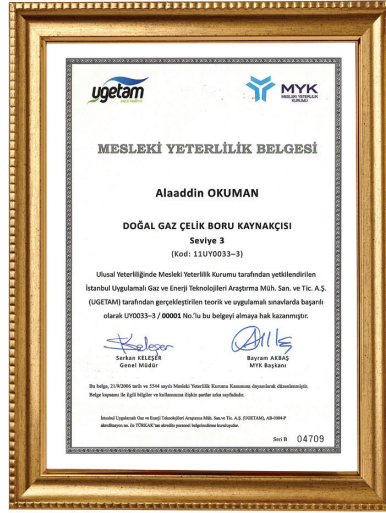 ugetam
MYK
MESLEKİ YETERLİLİK
KURUMU
MESLEKİ YETERLİLİK BELGESİ
Alaaddin OKUMAN
DOĞAL GAZ ÇELİK BORU KAYNAKÇISI
Seviye 3
(Kod: 11UY0033–3)
Ulusal Yeterliliğinde Mesleki Yeterlilik Kurumu tarafından yetkilendirilen
İstanbul Uygulamalı Gaz ve Enerji Teknolojileri Araştırma Müh. San. ve Tic. A.Ş.
(UGETAM) tarafından gerçekleştirilen teorik ve uygulamalı sınavlarda başarılı
olarak UY0033–3 / 00001 No.'lu bu belgeyi almaya hak kazanmıştır.
Serkan KELEŞER
Genel Müdür
Bayram AKBAŞ
MYK Başkanı
Bu belge, 21/9/2006 tarih ve 5544 sayılı Mesleki Yeterlilik Kurumu Kanununa dayanılarak düzenlenmiştir.
Belge kapsamı ile ilgili bilgiler ve kullanımına ilişkin şartlar arka sayfadadır.
İstanbul Uygulamalı Gaz ve Enerji Teknolojileri Araştırma Müh. San. ve Tic. A.Ş. (UGETAM), AB-0004-P
akreditasyon no. ile TÜRKAK'tan akredite personel belgelendirme kuruluşudur.
Seri B 04709